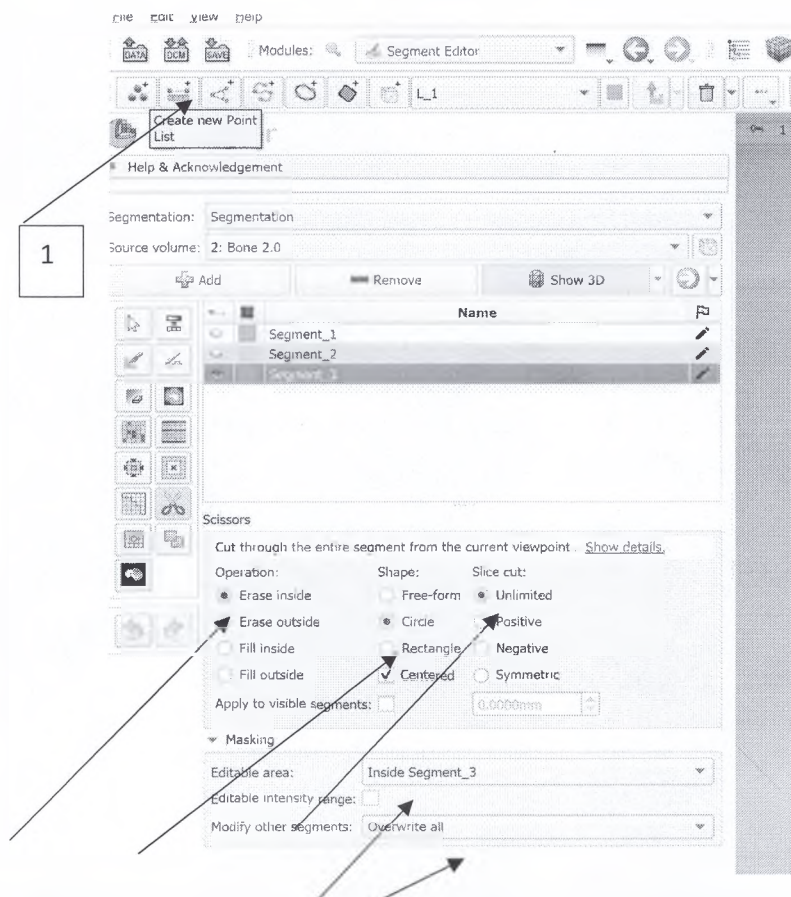 File Edit View Help
DATA DCM SAVE Modules: Segment Editor
L_1
Create new Point
List
1
Help & Acknowledgement
1
Segmentation: Segmentation
Source volume: 2: Bone 2.0
Add Remove Show 3D
Name
Segment_1
Segment_2
Scissors
Cut through the entire segment from the current viewpoint. Show details.
Operation: Shape: Slice cut:
Erase inside Free-form Unlimited
Erase outside Circle Positive
Fill inside Rectangle Negative
Fill outside Centered Symmetric
Apply to visible segments: 0.0000mm
Masking
Editable area: Inside Segment_3
Editable intensity range:
Modify other segments: Overwrite all